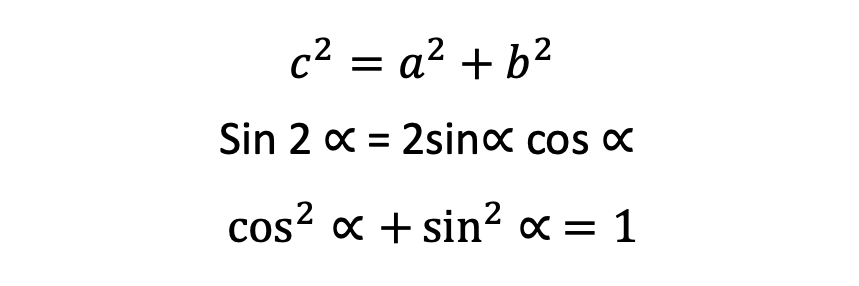 c² = a² + b²
Sin 2 ∝ = 2sin∝ cos ∝
cos² ∝ + sin² ∝ = 1